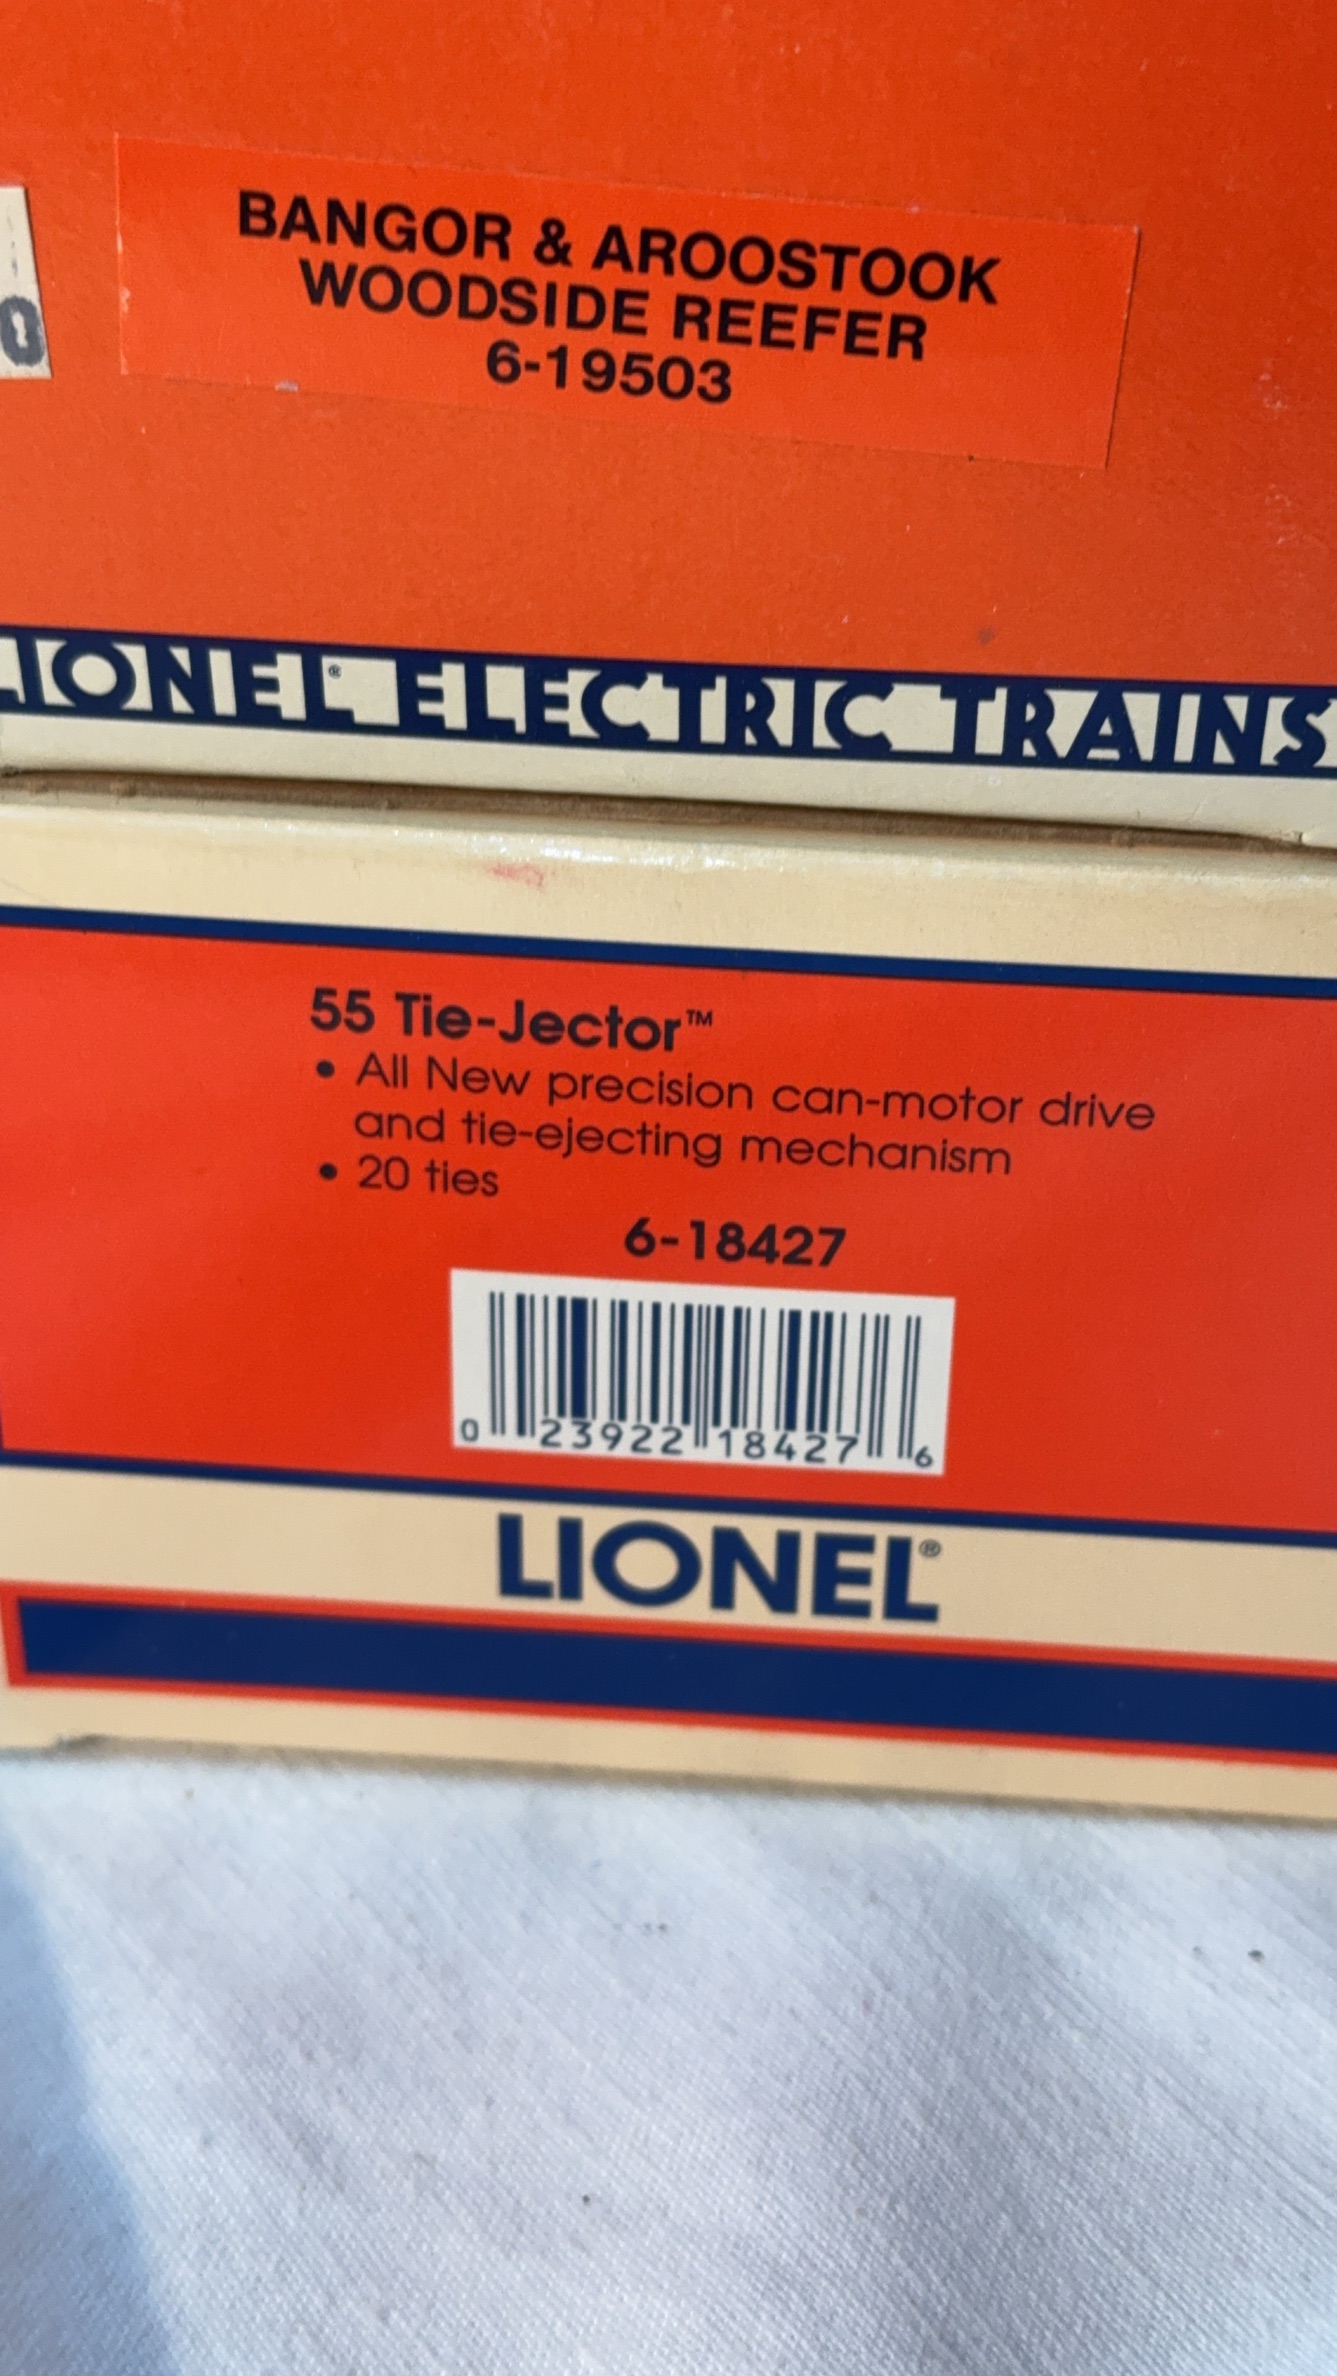 BANGOR & AROOSTOOK
WOODSIDE REEFER
6-19503
0
LIONEL® ELECTRIC TRAINS
55 Tie-Jector™
• All New precision can-motor drive
and tie-ejecting mechanism
• 20 ties
6-18427
0 23922 18427 6
LIONEL®